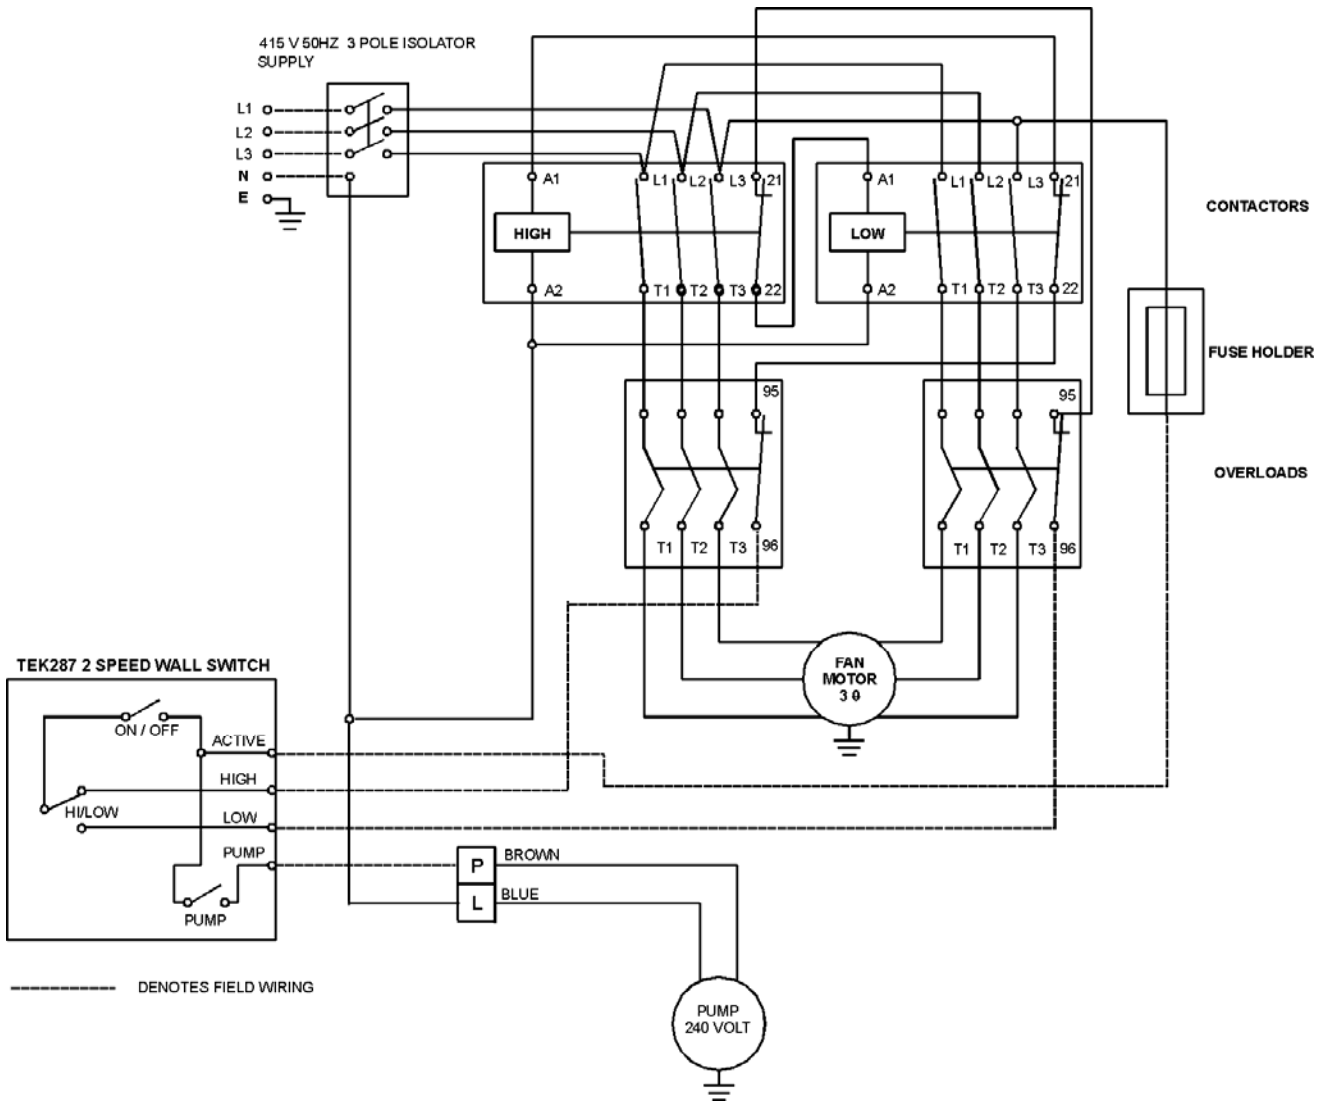 415 V 50HZ 3 POLE ISOLATOR
SUPPLY
L1
L2
L3
N
E
A1
L1
L2
L3
21
A1
L1
L2
L3
21
CONTACTORS
HIGH
LOW
A2
T1
T2
T3
22
A2
T1
T2
T3
22
FUSE HOLDER
95
95
OVERLOADS
T1
T2
T3
96
T1
T2
T3
96
FAN
MOTOR
3 θ
TEK287 2 SPEED WALL SWITCH
ON / OFF
ACTIVE
HIGH
HI/LOW
LOW
PUMP
PUMP
P
BROWN
L
BLUE
DENOTES FIELD WIRING
PUMP
240 VOLT